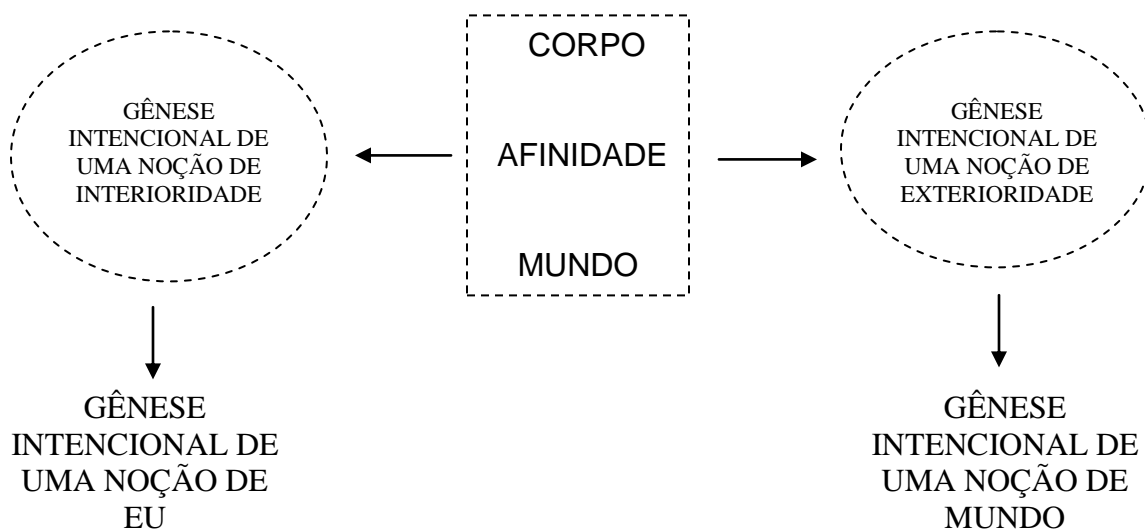 GÊNESE
INTENCIONAL DE
UMA NOÇÃO DE
INTERIORIDADE
CORPO
AFINIDADE
MUNDO
GÊNESE
INTENCIONAL DE
UMA NOÇÃO DE
EXTERIORIDADE
GÊNESE
INTENCIONAL DE
UMA NOÇÃO DE
EU
GÊNESE
INTENCIONAL DE
UMA NOÇÃO DE
MUNDO